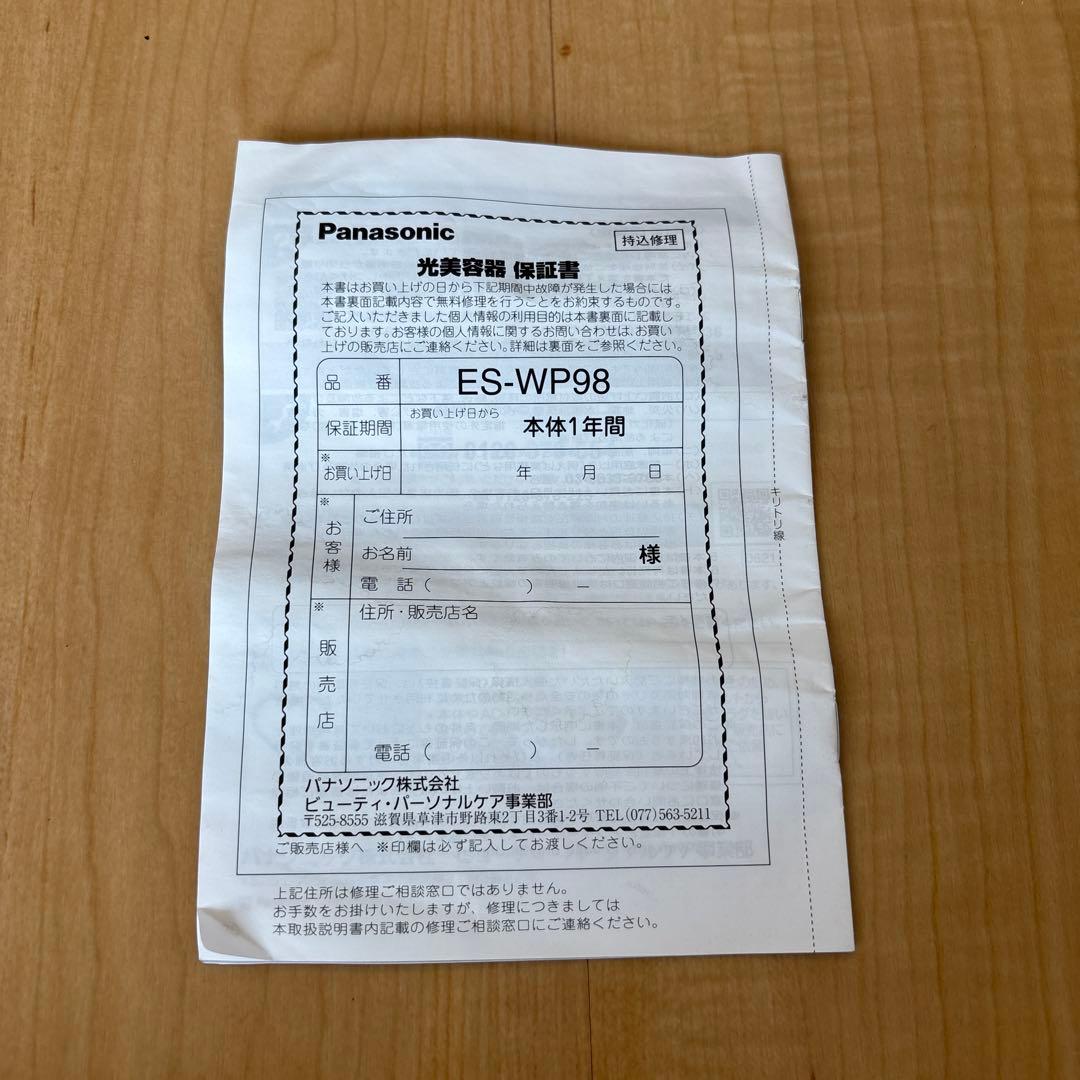 Panasonic
持込修理
光美容器 保証書
本書はお買い上げの日から下記期間中故障が発生した場合には
本書裏面記載内容で無料修理を行うことをお約束するものです。
ご記入いただきました個人情報の利用目的は本書裏面に記載し
ております。お客様の個人情報に関するお問い合わせは、お買い
上げの販売店にご連絡ください。詳細は裏面をご参照ください。
品番 ES-WP98
保証期間 お買い上げ日から 本体1年間
※お買い上げ日 年 月 日
※お客様
ご住所
お名前 様
電話( ) －
※販売店
住所・販売店名
電話( ) －
パナソニック株式会社
ビューティ・パーソナルケア事業部
〒525-8555 滋賀県草津市野路東2丁目3番1-2号 TEL(077)563-5211
ご販売店様へ ※印欄は必ず記入してお渡しください。
上記住所は修理ご相談窓口ではありません。
お手数をお掛けいたしますが、修理につきましては
本取扱説明書内記載の修理ご相談窓口にご連絡ください。
キリトリ線